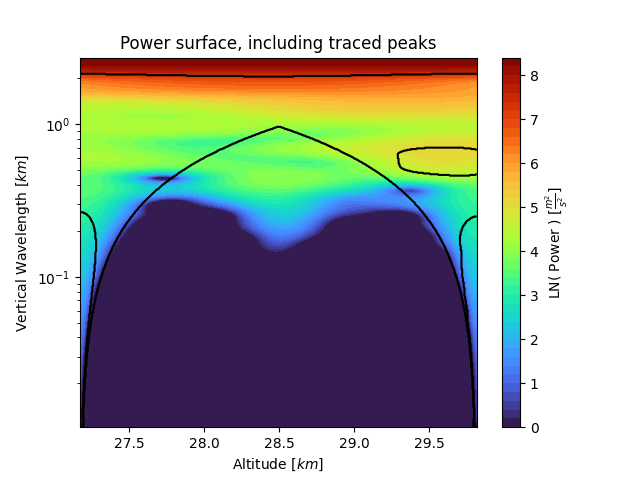 Power surface, including traced peaks
Vertical Wavelength [km]
10⁰
10⁻¹
27.5 28.0 28.5 29.0 29.5
Altitude [km]
8
7
6
5
4
3
2
1
0
LN( Power ) [m²/s²]